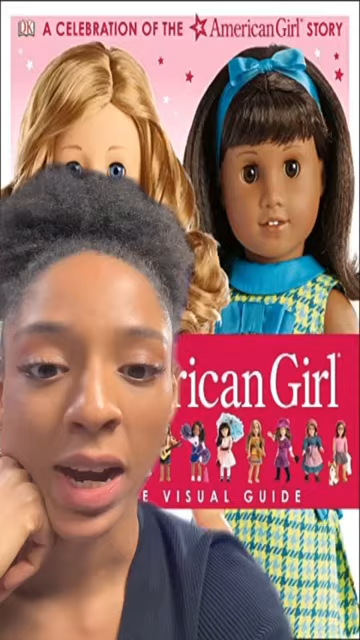 DK A CELEBRATION OF THE American Girl® STORY
rican Girl®
E VISUAL GUIDE